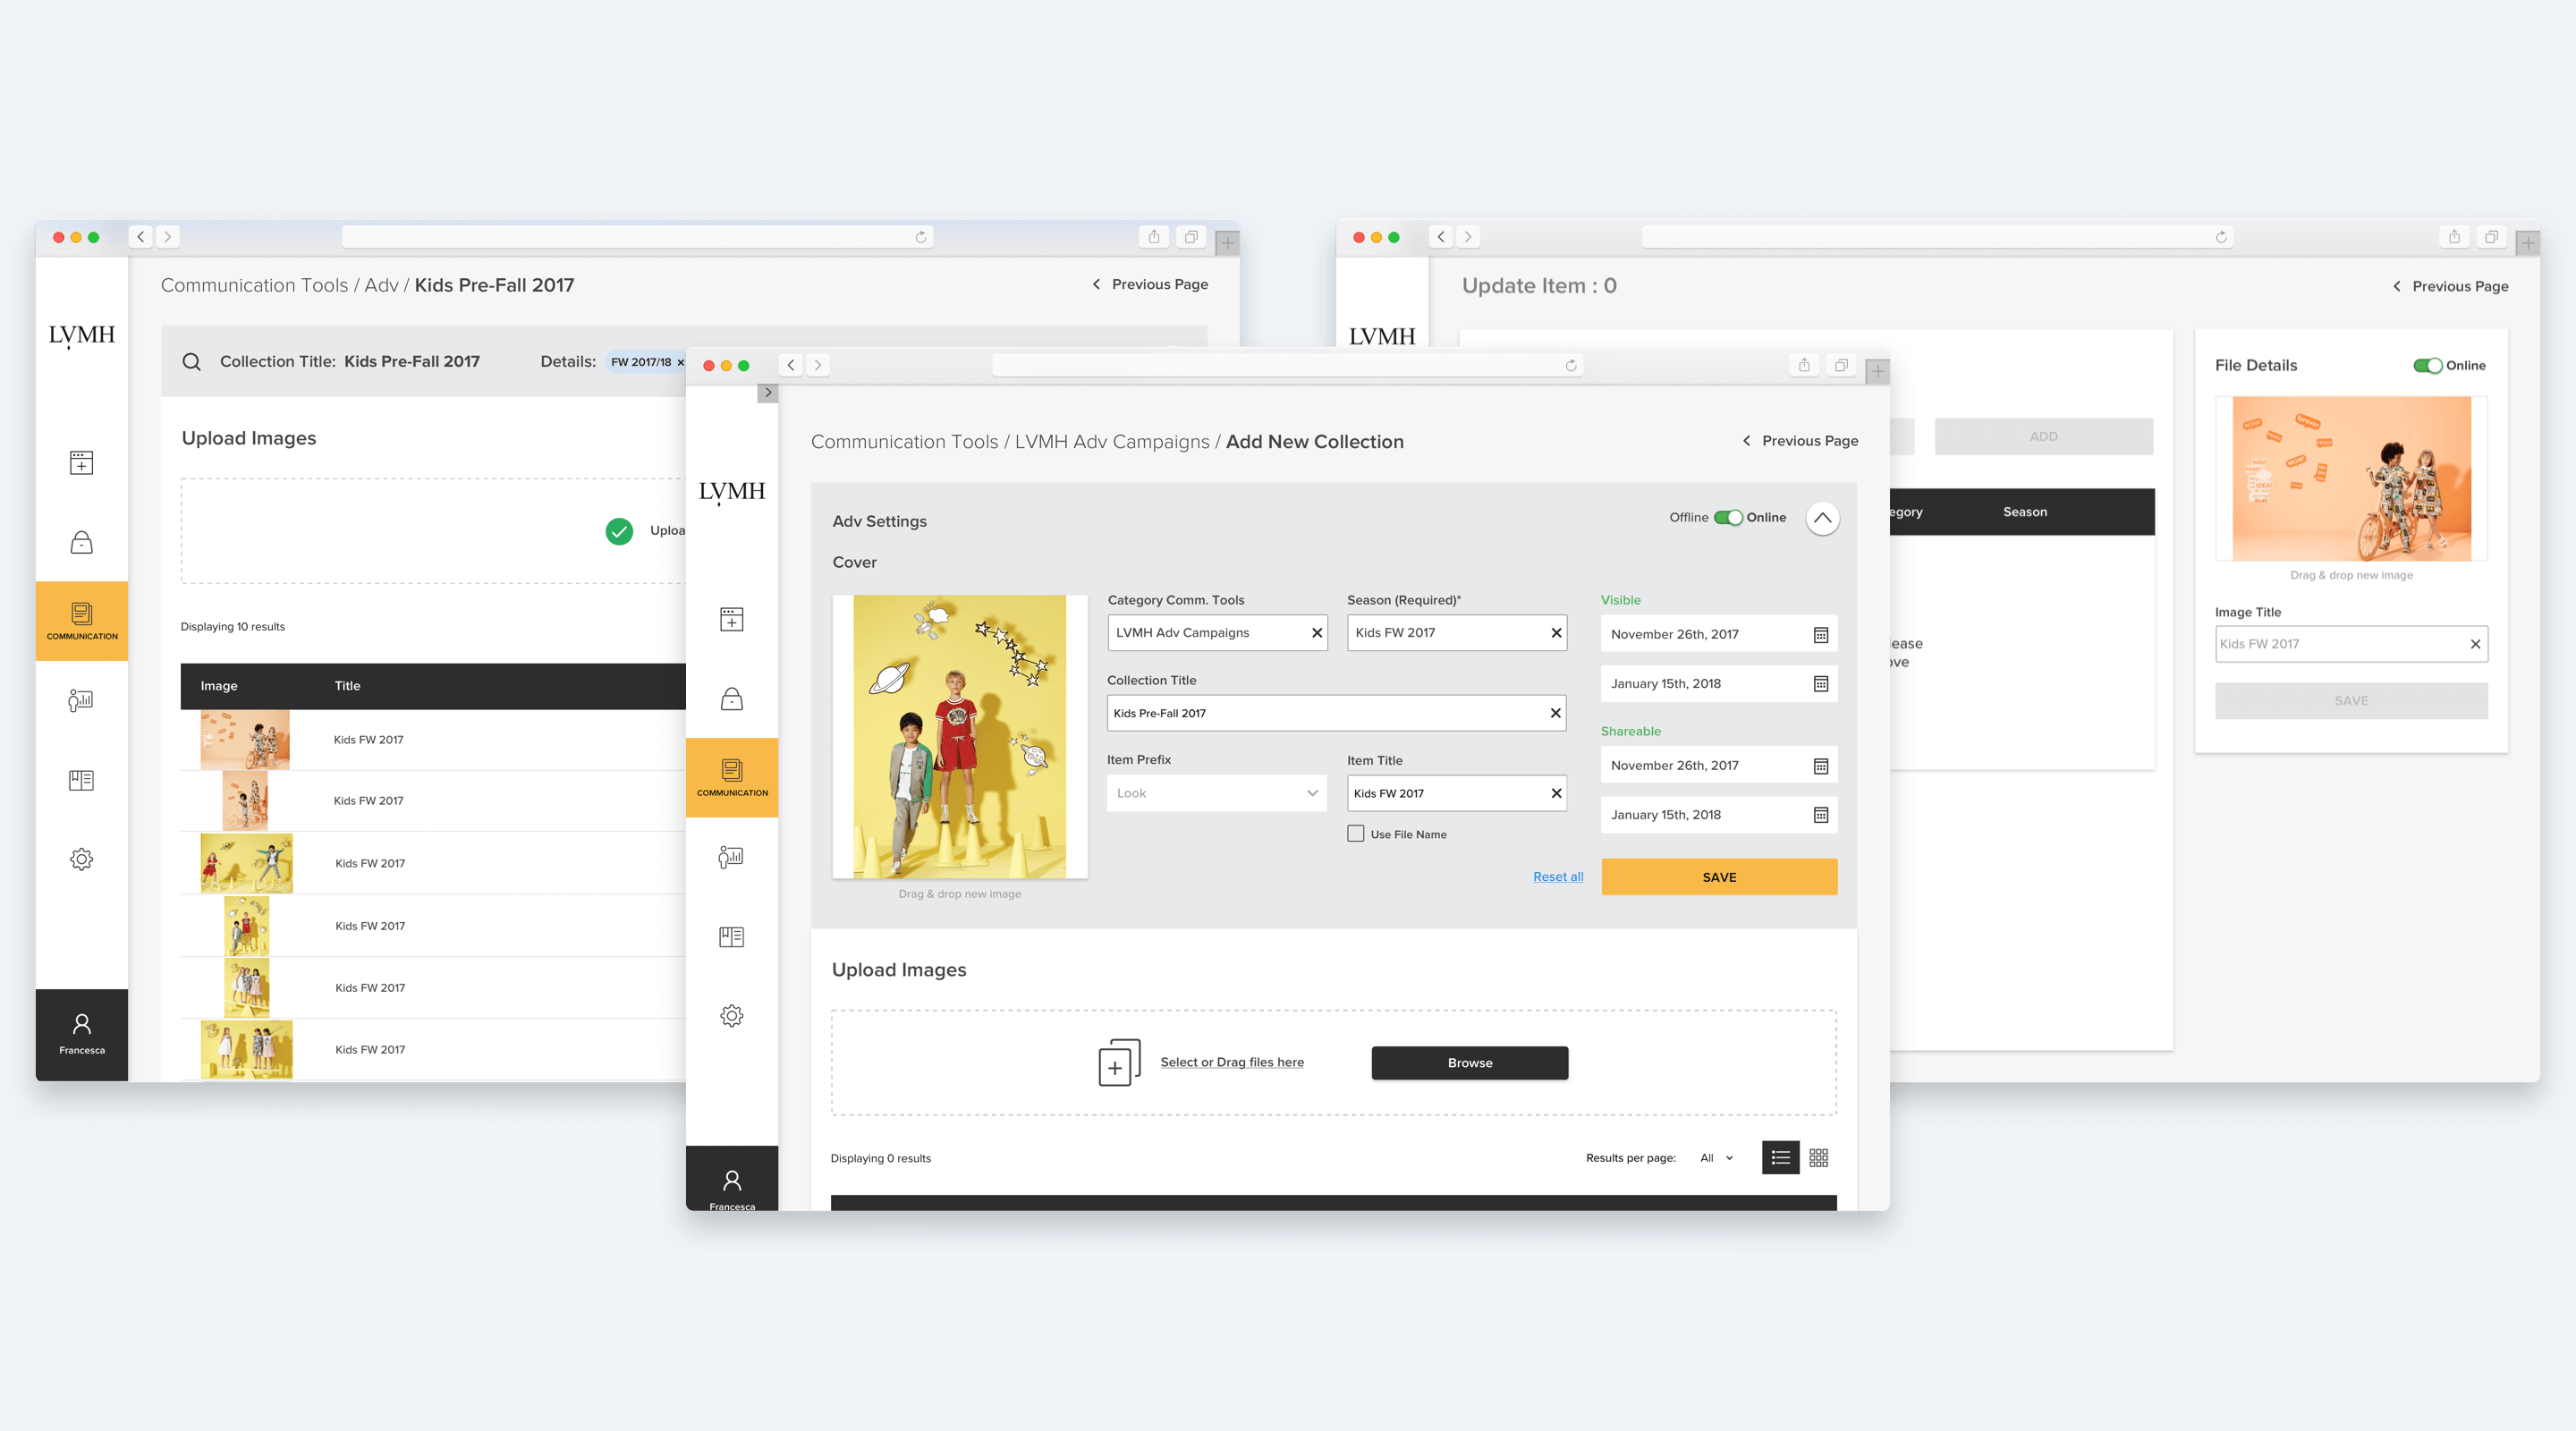 Communication Tools / Adv / Kids Pre-Fall 2017
Previous Page
LVMH
Collection Title: Kids Pre-Fall 2017
Details: FW 2017/18 ×
Upload Images
COMMUNICATION
Displaying 10 results
Image Title
Kids FW 2017
Kids FW 2017
Kids FW 2017
Kids FW 2017
Kids FW 2017
Kids FW 2017
Francesca
Communication Tools / LVMH Adv Campaigns / Add New Collection
Previous Page
LVMH
Adv Settings
Offline Online
Cover
Category Comm. Tools
LVMH Adv Campaigns
Season (Required)*
Kids FW 2017
Visible
November 26th, 2017
January 15th, 2018
Collection Title
Kids Pre-Fall 2017
Shareable
November 26th, 2017
January 15th, 2018
Item Prefix
Look
Item Title
Kids FW 2017
Use File Name
Reset all
SAVE
Drag & drop new image
COMMUNICATION
Upload Images
Select or Drag files here
Browse
Displaying 0 results
Results per page: All
Francesca
Update Item : 0
Previous Page
LVMH
ADD
Season
File Details
Online
Drag & drop new image
Image Title
Kids FW 2017
SAVE